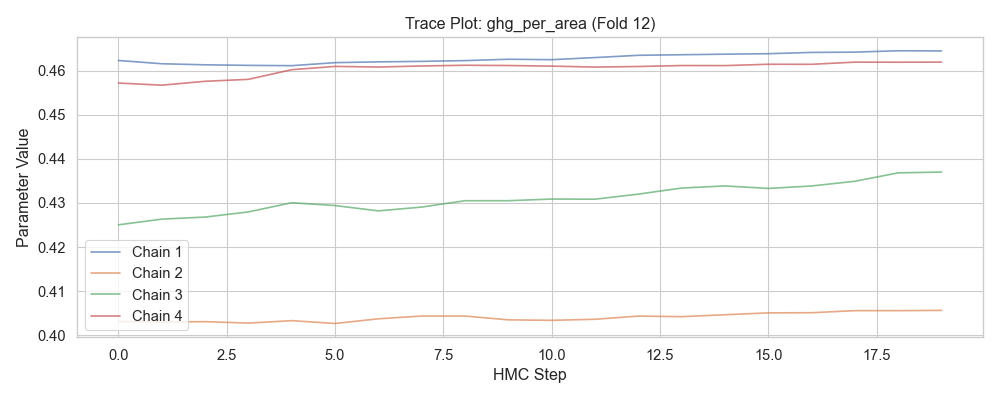 Trace Plot: ghg_per_area (Fold 12)
Parameter Value
0.46
0.45
0.44
0.43
0.42
0.41
0.40
Chain 1
Chain 2
Chain 3
Chain 4
0.0 2.5 5.0 7.5 10.0 12.5 15.0 17.5
HMC Step